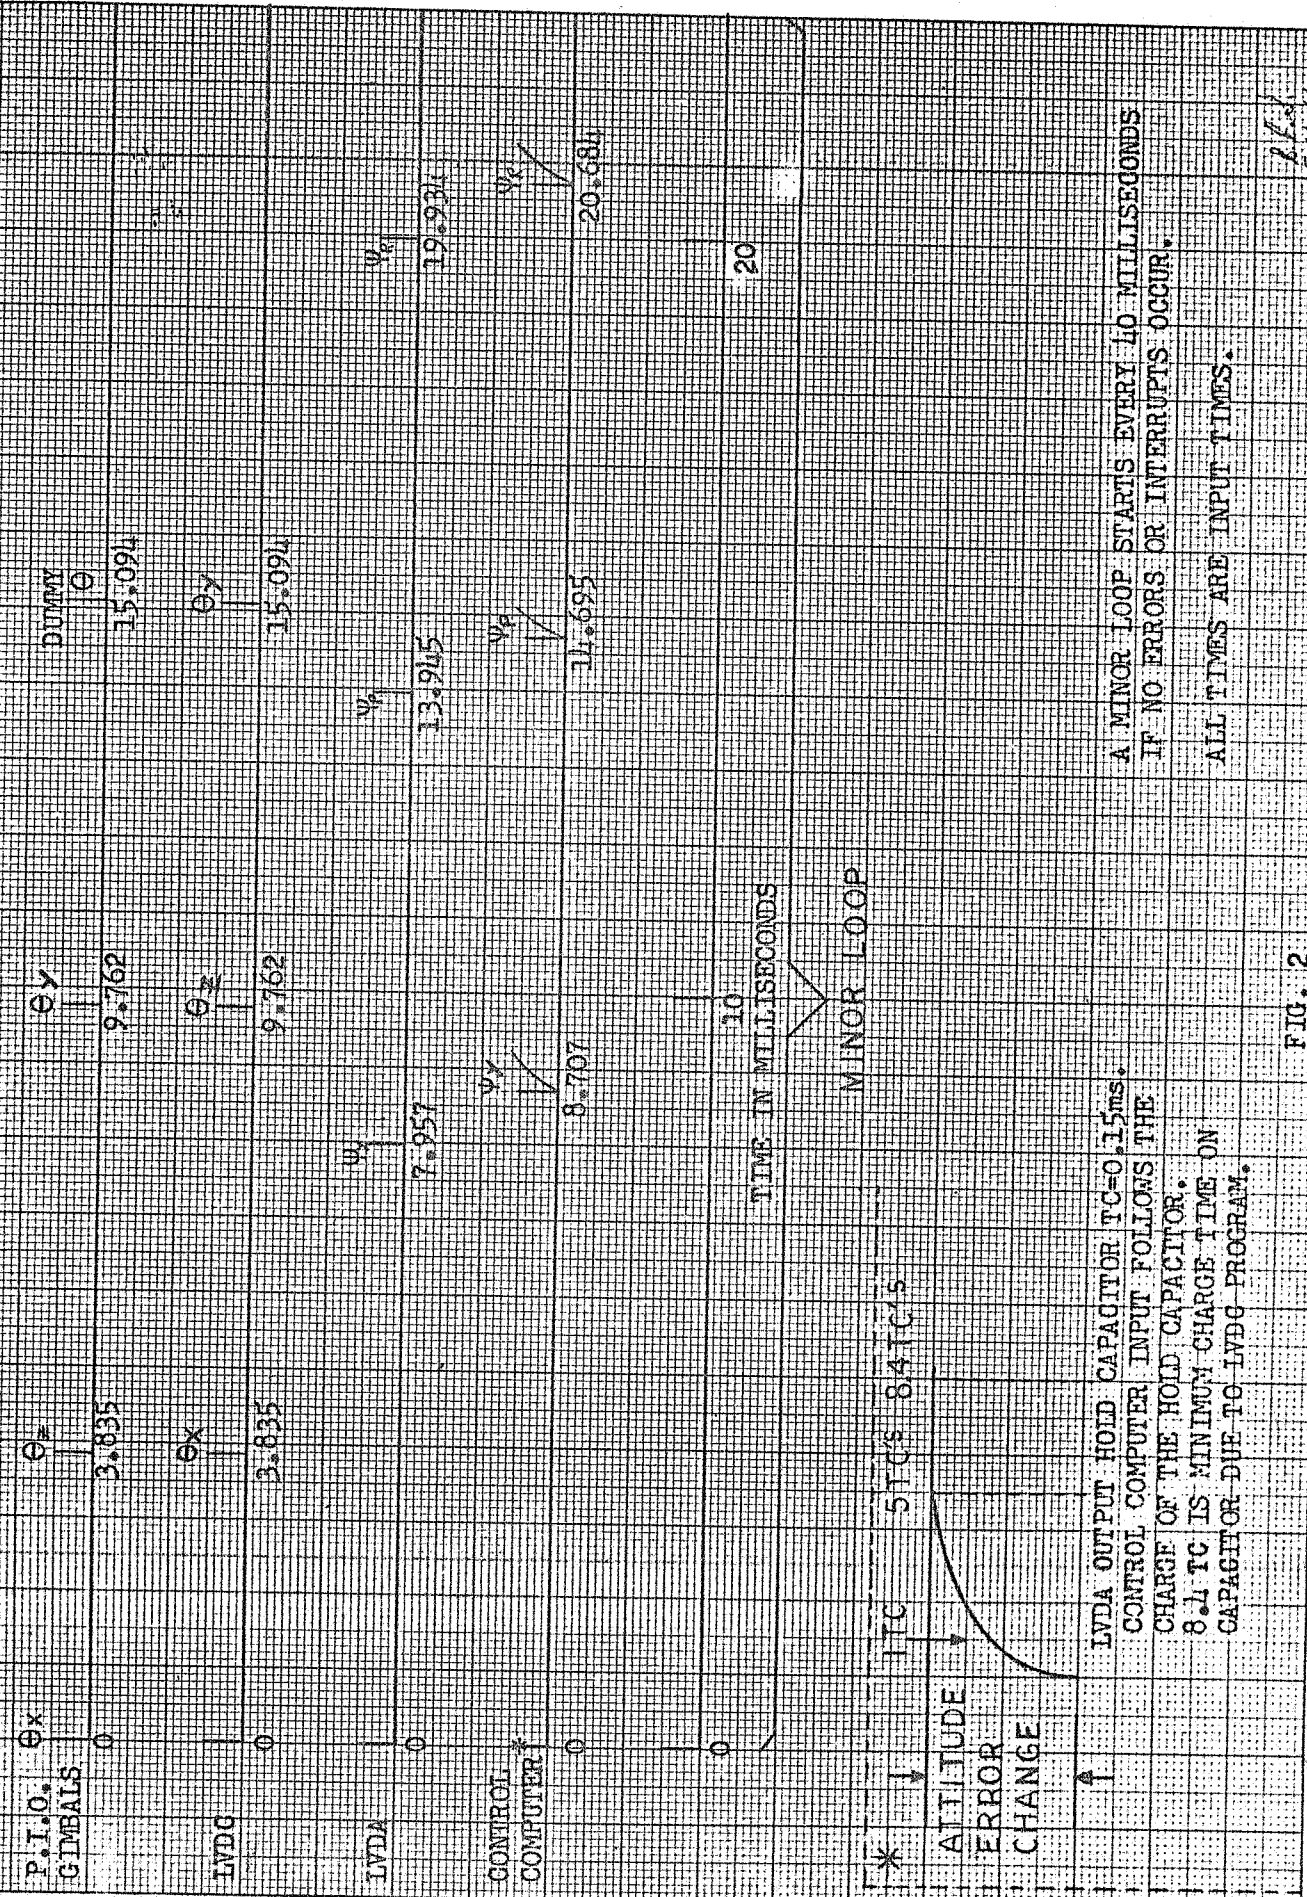 P.I.O. GIMBALS
θx
0
θz
3.835
θy
9.762
DUMMY θ
15.094
LVDC
0
θx
3.835
θz
9.762
θy
15.094
LVDA
0
Ψy
7.957
Ψp
13.945
ΨR
19.934
CONTROL COMPUTER*
0
Ψy
8.707
Ψp
14.695
ΨR
20.684
0
10
20
TIME IN MILLISECONDS
MINOR LOOP
*
ATTITUDE
ERROR
CHANGE
1TC
5TC'S
8.4TC'S
LVDA OUTPUT HOLD CAPACITOR TC=0.15ms.
CONTROL COMPUTER INPUT FOLLOWS THE
CHARGE OF THE HOLD CAPACITOR.
8.4 TC IS MINIMUM CHARGE TIME ON
CAPACITOR DUE TO LVDC PROGRAM.
A MINOR LOOP STARTS EVERY 40 MILLISECONDS
IF NO ERRORS OR INTERRUPTS OCCUR.
ALL TIMES ARE INPUT TIMES.
FIG. 2